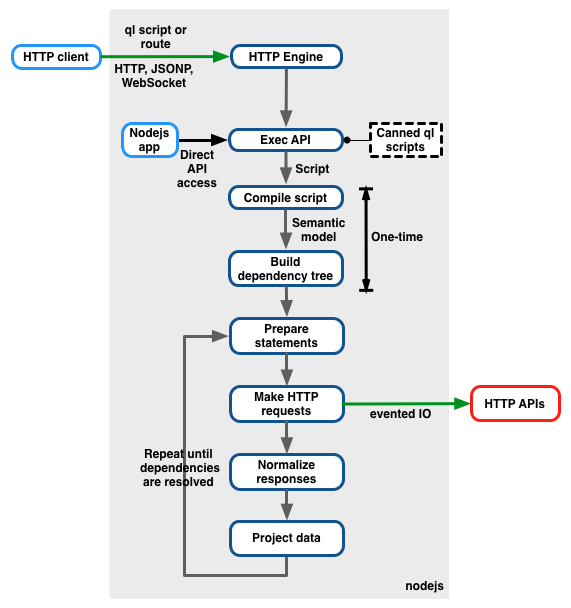 ql script or
route
HTTP client
HTTP Engine
HTTP, JSONP,
WebSocket
Nodejs
app
Exec API
Canned ql
scripts
Direct
API
access
Script
Compile script
Semantic
model
One-time
Build
dependency tree
Prepare
statements
Make HTTP
requests
HTTP APIs
evented IO
Repeat until
dependencies
are resolved
Normalize
responses
Project data
nodejs